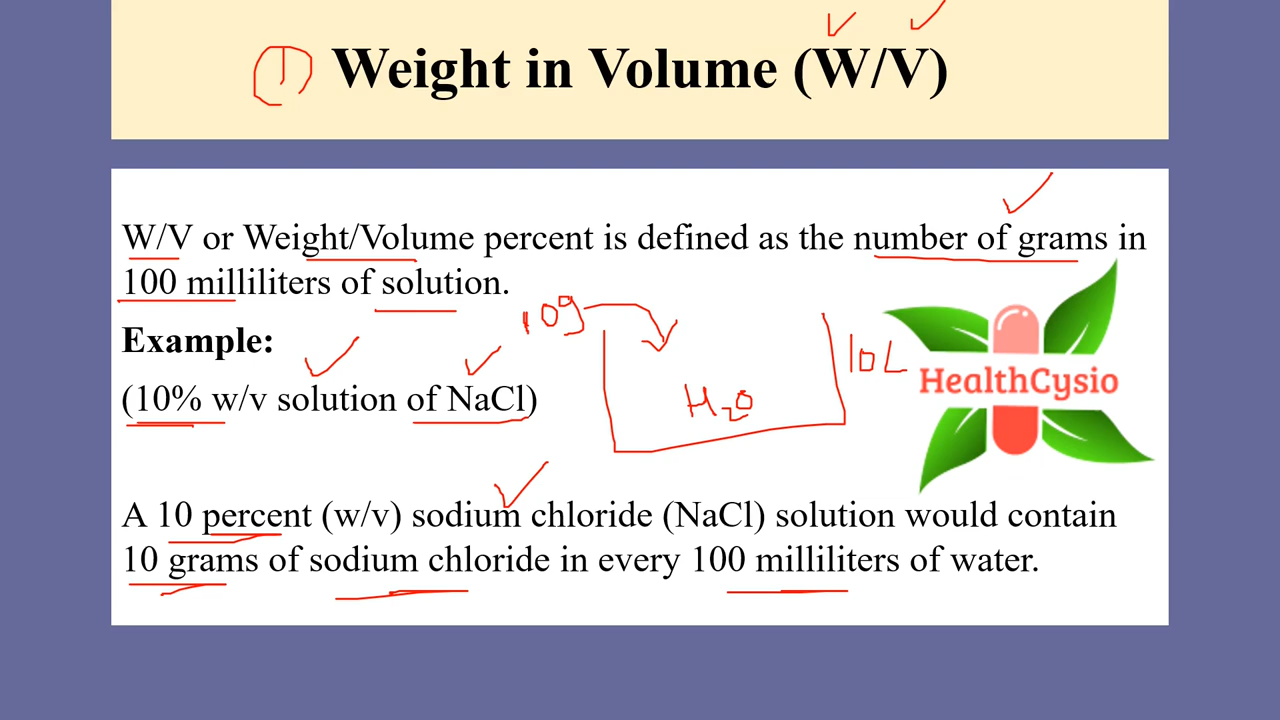 ① Weight in Volume (W/V)
W/V or Weight/Volume percent is defined as the number of grams in
100 milliliters of solution.
Example:
10g
10L
(10% w/v solution of NaCl)
H2O
HealthCysio
A 10 percent (w/v) sodium chloride (NaCl) solution would contain
10 grams of sodium chloride in every 100 milliliters of water.